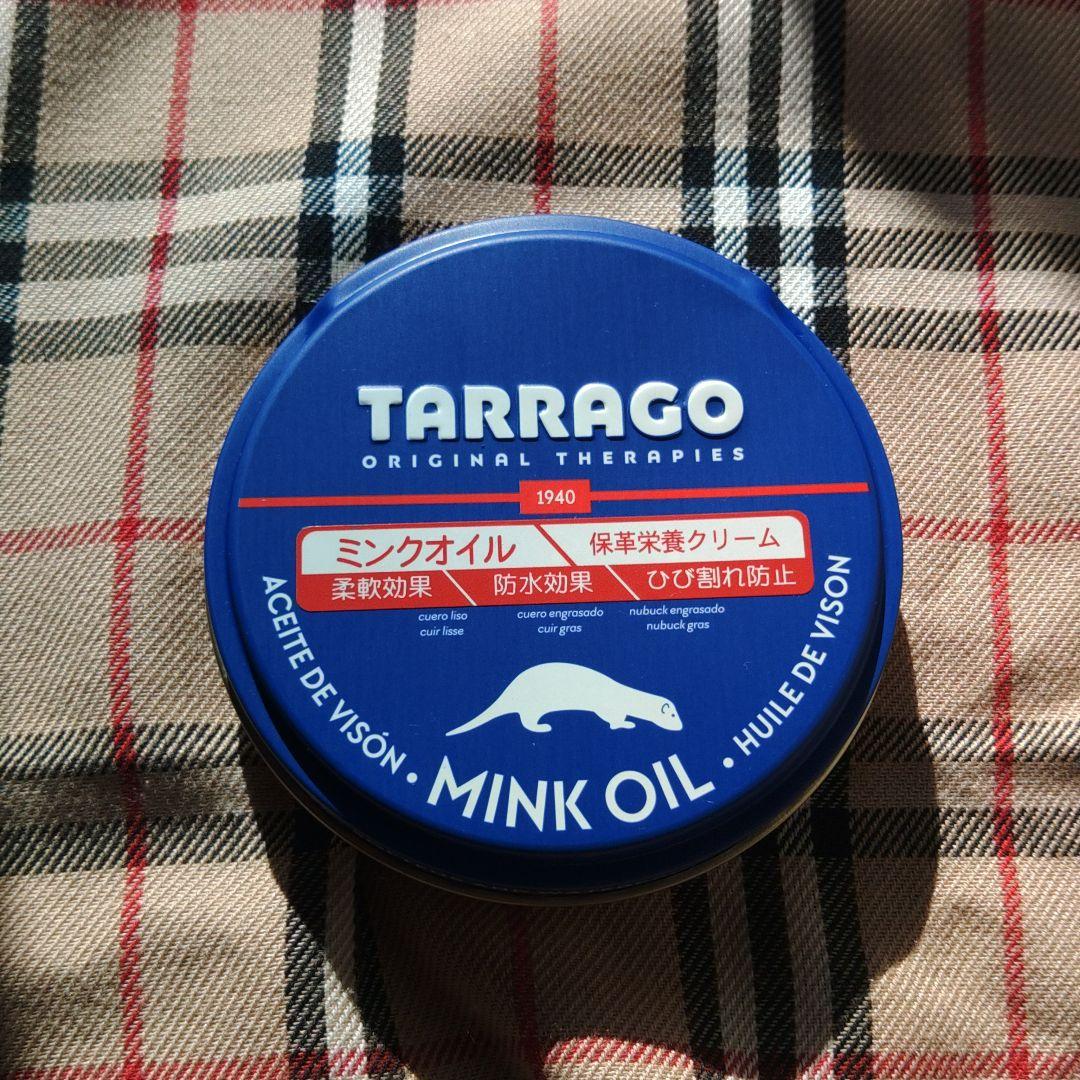 TARRAGO
ORIGINAL THERAPIES
1940
ミンクオイル 保革栄養クリーム
柔軟効果 防水効果 ひび割れ防止
cuero liso cuero engrasado nubuck engrasado
cuir lisse cuir gras nubuck gras
ACEITE DE VISÓN • MINK OIL • HUILE DE VISON